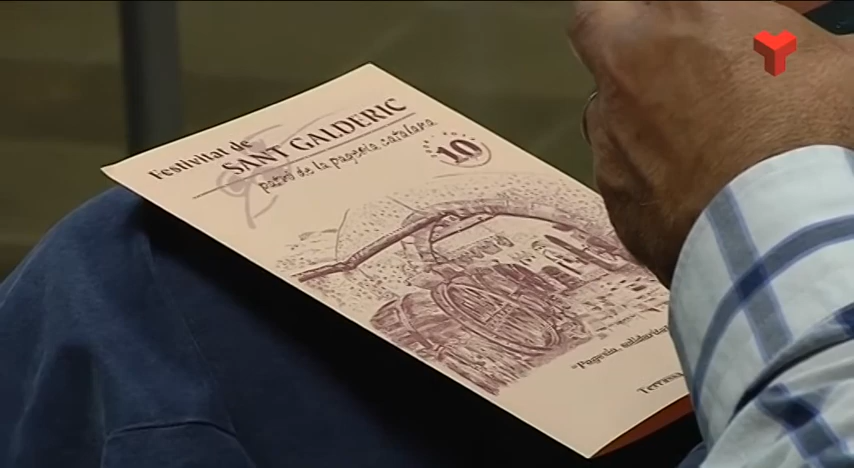 Festivitat de
SANT GALDERIC
patró de la pagesia catalana
10
"Pagesia, solidaritat
Terrassa